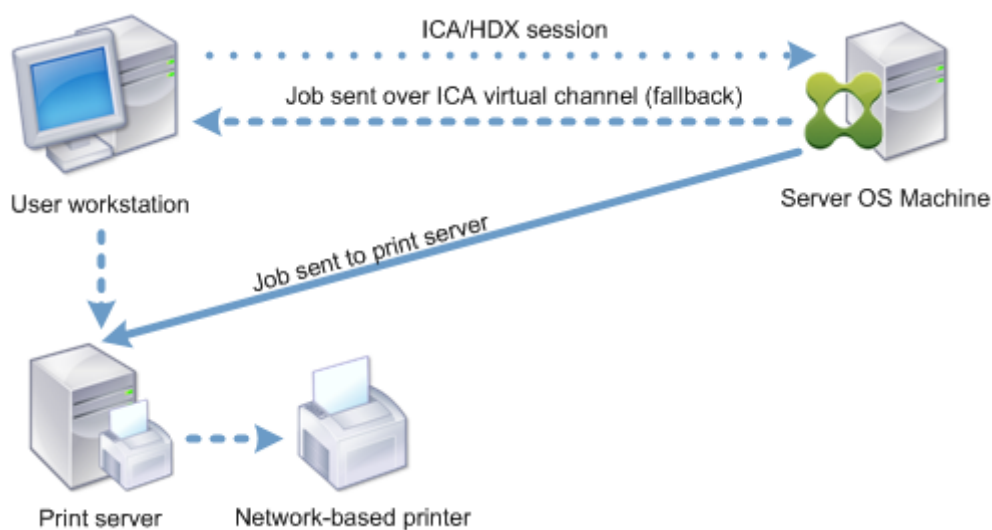 ICA/HDX session
Job sent over ICA virtual channel (fallback)
User workstation
Server OS Machine
Job sent to print server
Print server
Network-based printer